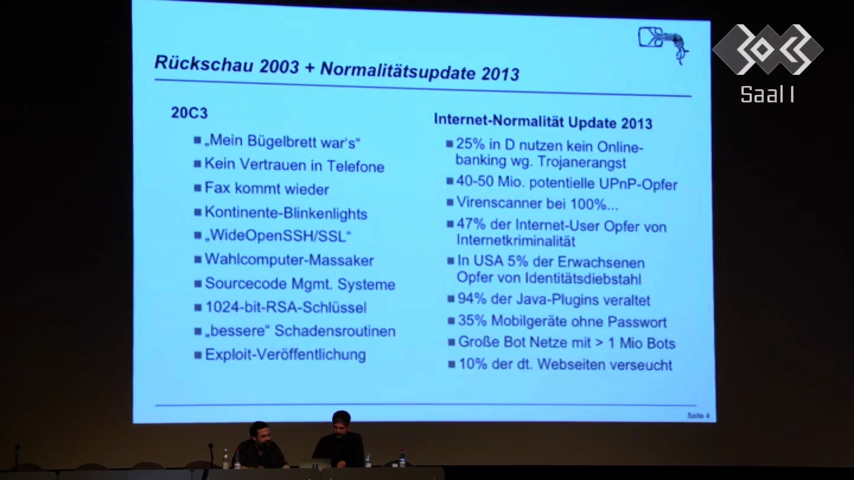 Rückschau 2003 + Normalitätsupdate 2013
20C3
„Mein Bügelbrett war's“
Kein Vertrauen in Telefone
Fax kommt wieder
Kontinente-Blinkenlights
„WideOpenSSH/SSL“
Wahlcomputer-Massaker
Sourcecode Mgmt. Systeme
1024-bit-RSA-Schlüssel
„bessere“ Schadensroutinen
Exploit-Veröffentlichung
Internet-Normalität Update 2013
25% in D nutzen kein Online-
banking wg. Trojanerangst
40-50 Mio. potentielle UPnP-Opfer
Virenscanner bei 100%...
47% der Internet-User Opfer von
Internetkriminalität
In USA 5% der Erwachsenen
Opfer von Identitätsdiebstahl
94% der Java-Plugins veraltet
35% Mobilgeräte ohne Passwort
Große Bot Netze mit > 1 Mio Bots
10% der dt. Webseiten verseucht
Seite 4
30C3
Saal 1